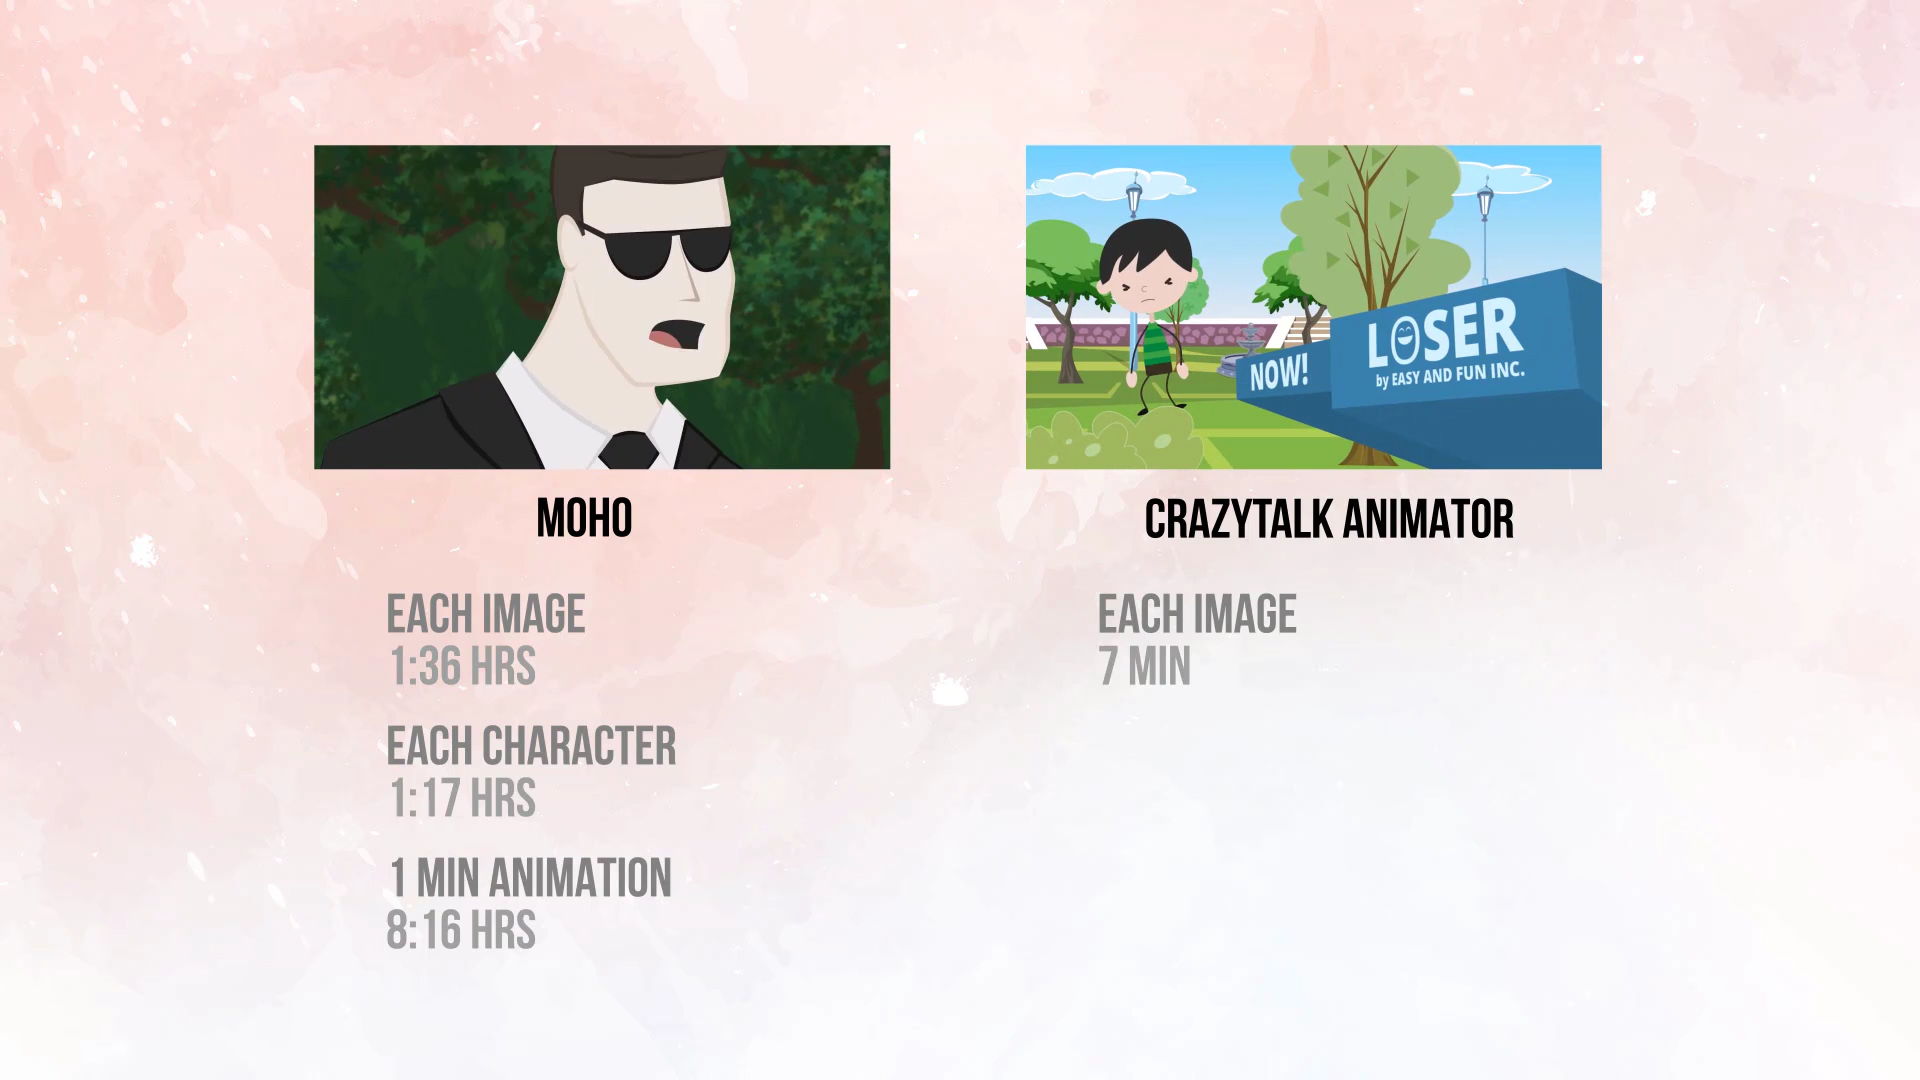 NOW!
LOSER
by EASY AND FUN INC.
MOHO
EACH IMAGE
1:36 HRS
EACH CHARACTER
1:17 HRS
1 MIN ANIMATION
8:16 HRS
CRAZYTALK ANIMATOR
EACH IMAGE
7 MIN